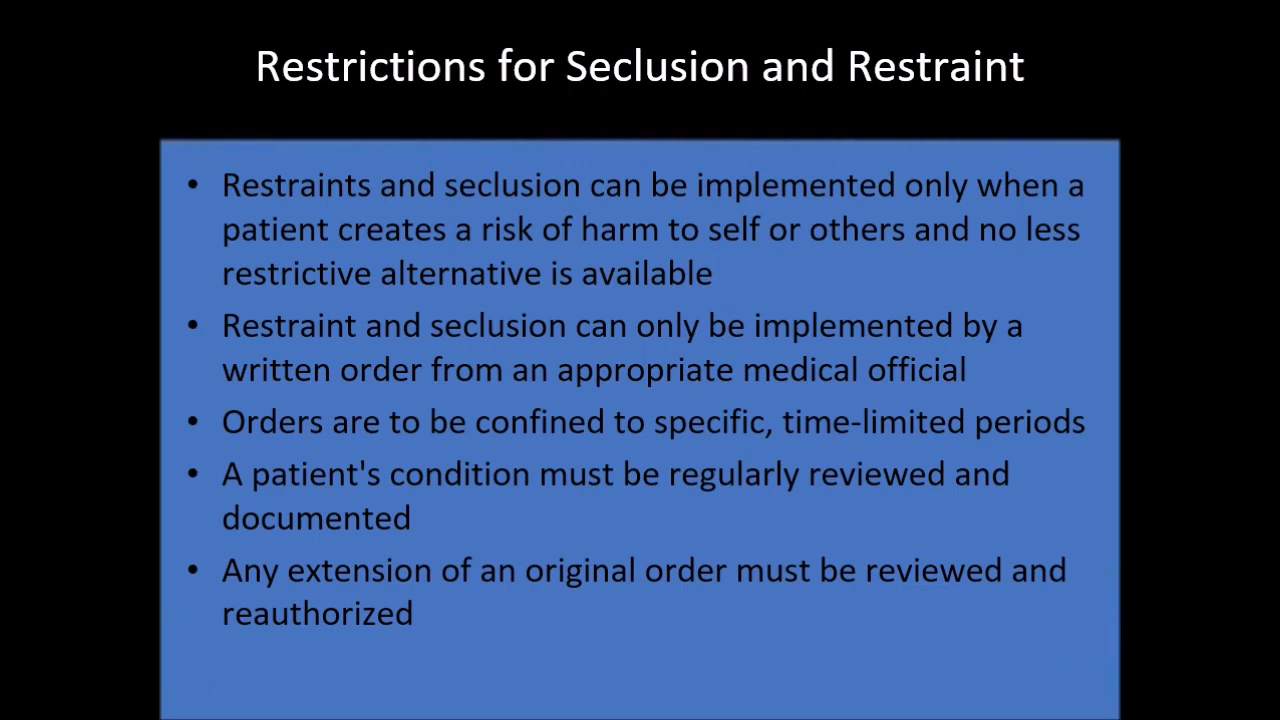 Restrictions for Seclusion and Restraint
• Restraints and seclusion can be implemented only when a
patient creates a risk of harm to self or others and no less
restrictive alternative is available
• Restraint and seclusion can only be implemented by a
written order from an appropriate medical official
• Orders are to be confined to specific, time-limited periods
• A patient's condition must be regularly reviewed and
documented
• Any extension of an original order must be reviewed and
reauthorized